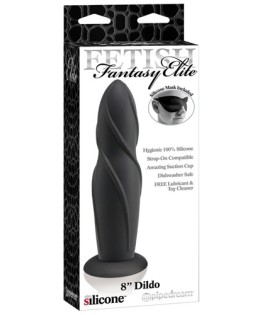 FETISH
Fantasy Elite
Silicone Mask Included
Hygienic 100% Silicone
Strap-On Compatible
Amazing Suction Cup
Dishwasher Safe
FREE Lubricant &
Toy Cleaner
8" Dildo
silicone
@pipedream